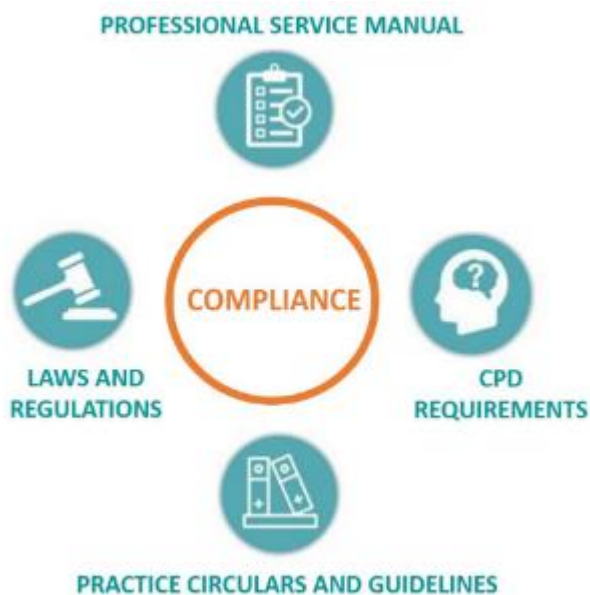 PROFESSIONAL SERVICE MANUAL
?
COMPLIANCE
LAWS AND
REGULATIONS
CPD
REQUIREMENTS
PRACTICE CIRCULARS AND GUIDELINES